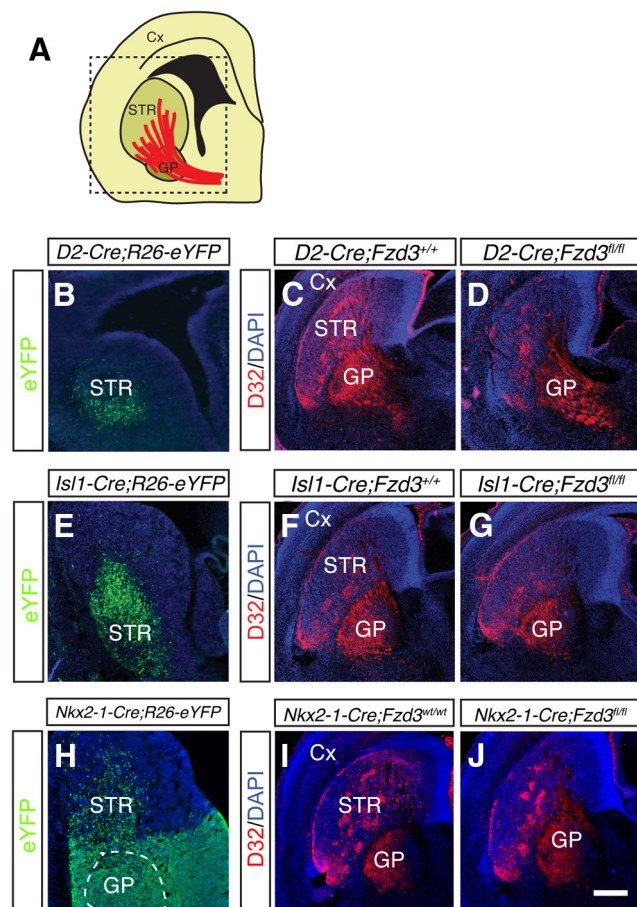 A
Cx
STR
GP
D2-Cre;R26-eYFP
D2-Cre;Fzd3+/+
D2-Cre;Fzd3fl/fl
eYFP
B
STR
D32/DAPI
C
Cx
STR
GP
D
GP
Isl1-Cre;R26-eYFP
Isl1-Cre;Fzd3+/+
Isl1-Cre;Fzd3fl/fl
eYFP
E
STR
D32/DAPI
F
Cx
STR
GP
G
GP
Nkx2-1-Cre;R26-eYFP
Nkx2-1-Cre;Fzd3wt/wt
Nkx2-1-Cre;Fzd3fl/fl
eYFP
H
STR
GP
D32/DAPI
I
Cx
STR
GP
J
GP